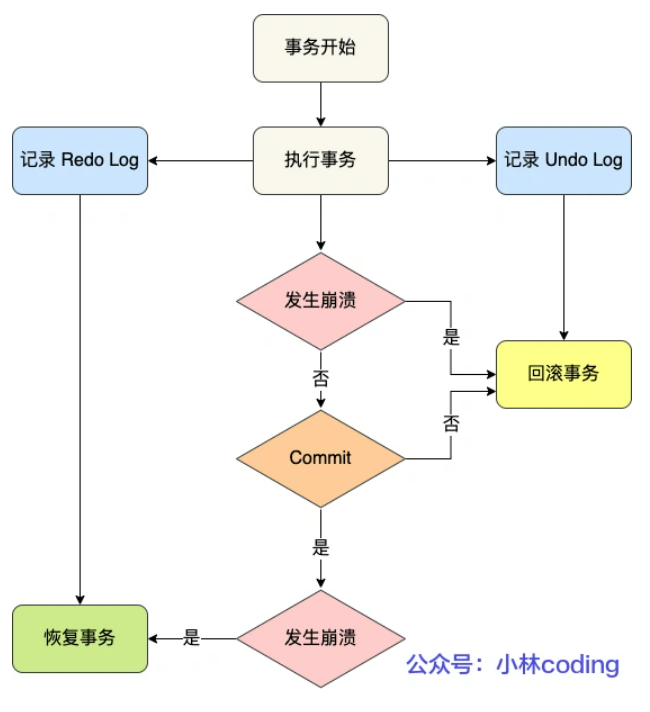 事务开始
记录 Redo Log
执行事务
记录 Undo Log
发生崩溃
是
回滚事务
否
否
Commit
是
恢复事务
是
发生崩溃
公众号：小林coding